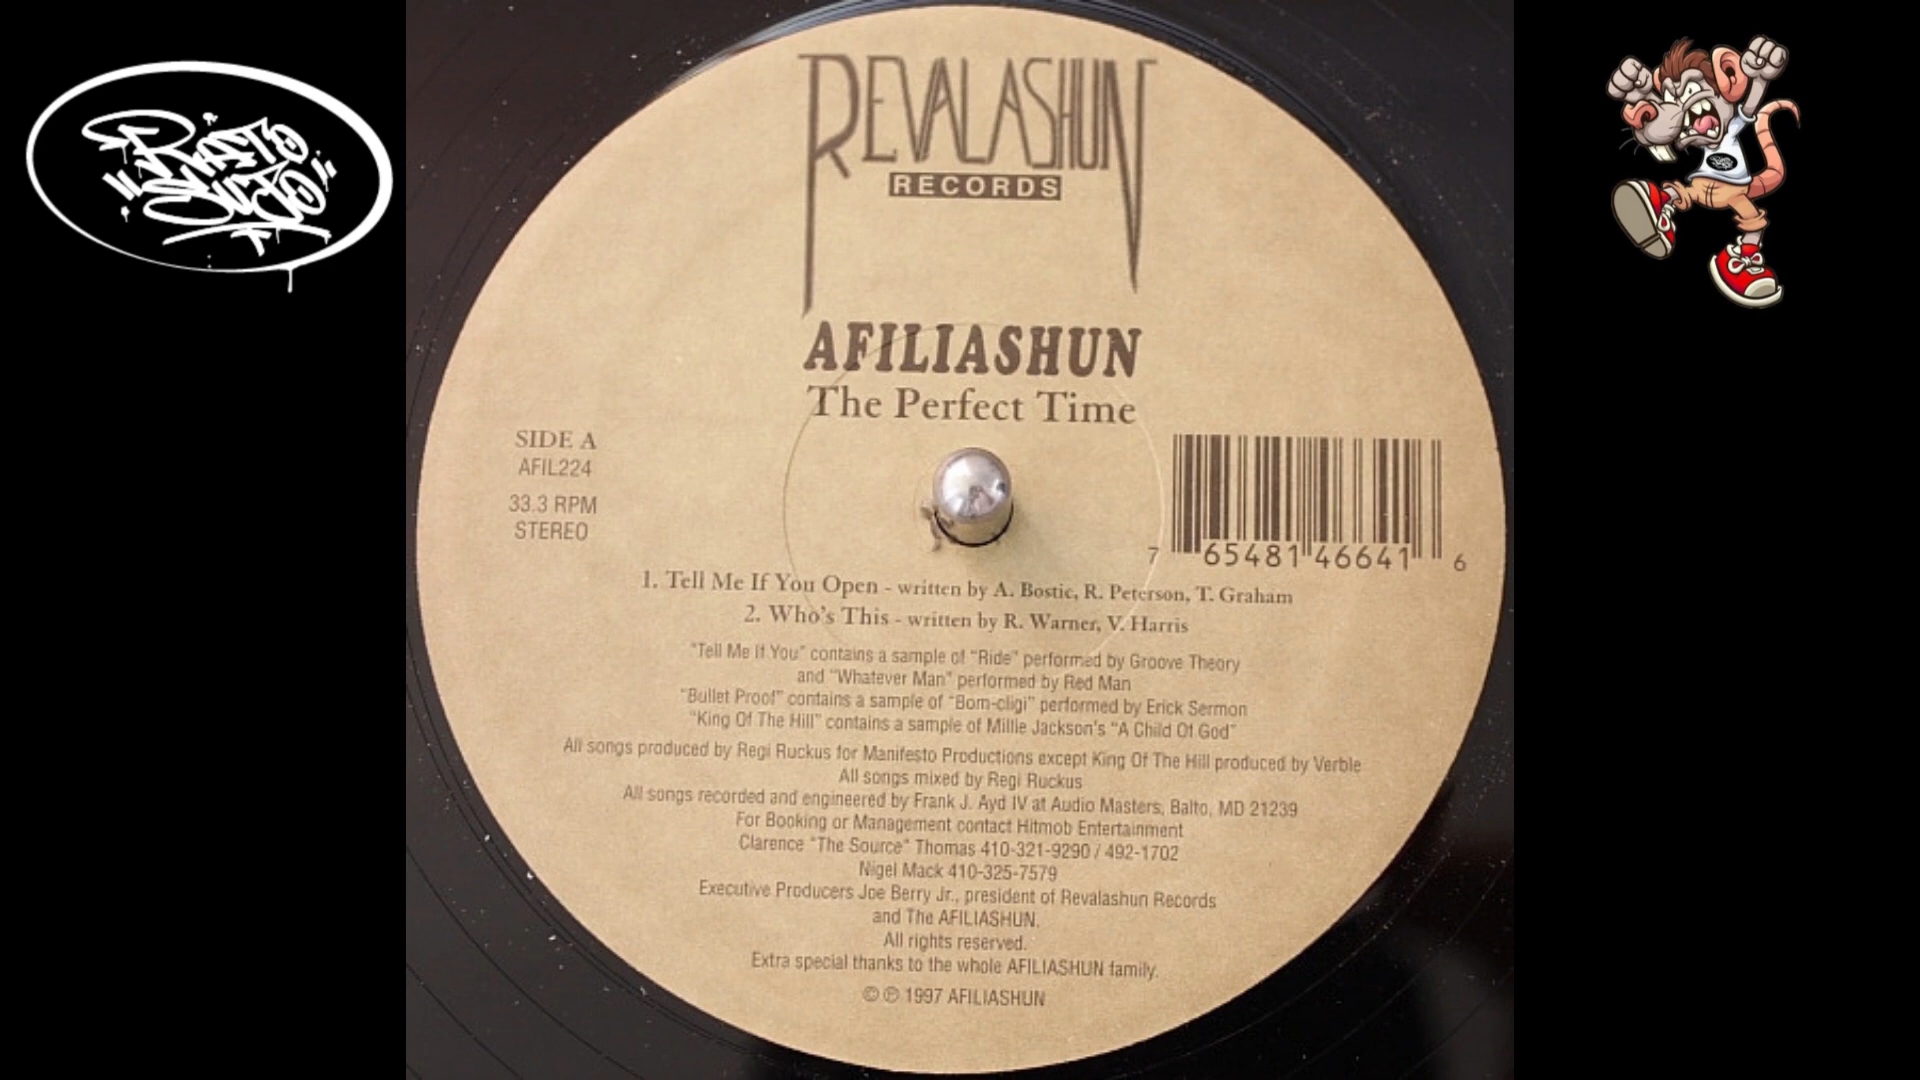 RATO
SUJO
REVALASHUN
RECORDS
AFILIASHUN
The Perfect Time
SIDE A
AFIL224
33.3 RPM
STEREO
7 65481 46641 6
1. Tell Me If You Open - written by A. Bostic, R. Peterson, T. Graham
2. Who's This - written by R. Warner, V. Harris
"Tell Me If You" contains a sample of "Ride" performed by Groove Theory
and "Whatever Man" performed by Red Man
"Bullet Proof" contains a sample of "Bom-cligi" performed by Erick Sermon
"King Of The Hill" contains a sample of Millie Jackson's "A Child Of God"
All songs produced by Regi Ruckus for Manifesto Productions except King Of The Hill produced by Verble
All songs mixed by Regi Ruckus
All songs recorded and engineered by Frank J. Ayd IV at Audio Masters, Balto, MD 21239
For Booking or Management contact Hitmob Entertainment
Clarence "The Source" Thomas 410-321-9290 / 492-1702
Nigel Mack 410-325-7579
Executive Producers Joe Berry Jr., president of Revalashun Records
and The AFILIASHUN.
All rights reserved.
Extra special thanks to the whole AFILIASHUN family.
© ℗ 1997 AFILIASHUN